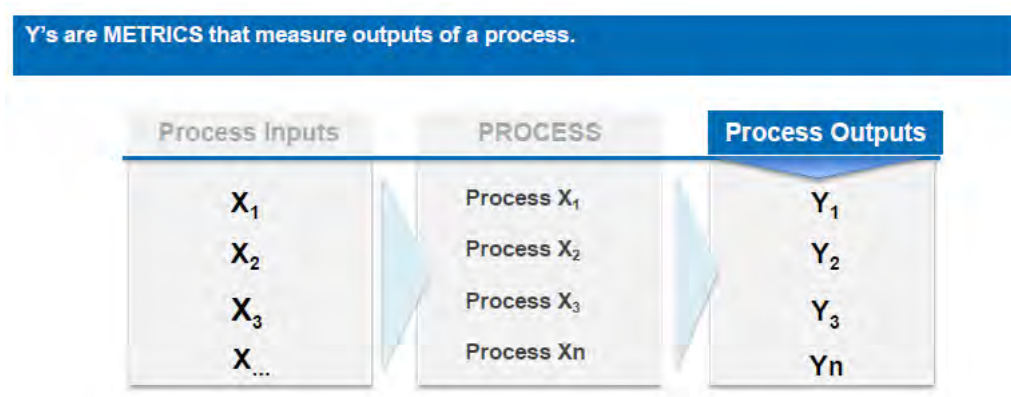 Y's are METRICS that measure outputs of a process.
Process Inputs PROCESS Process Outputs
X₁ Process X₁ Y₁
X₂ Process X₂ Y₂
X₃ Process X₃ Y₃
X... Process Xn Yn